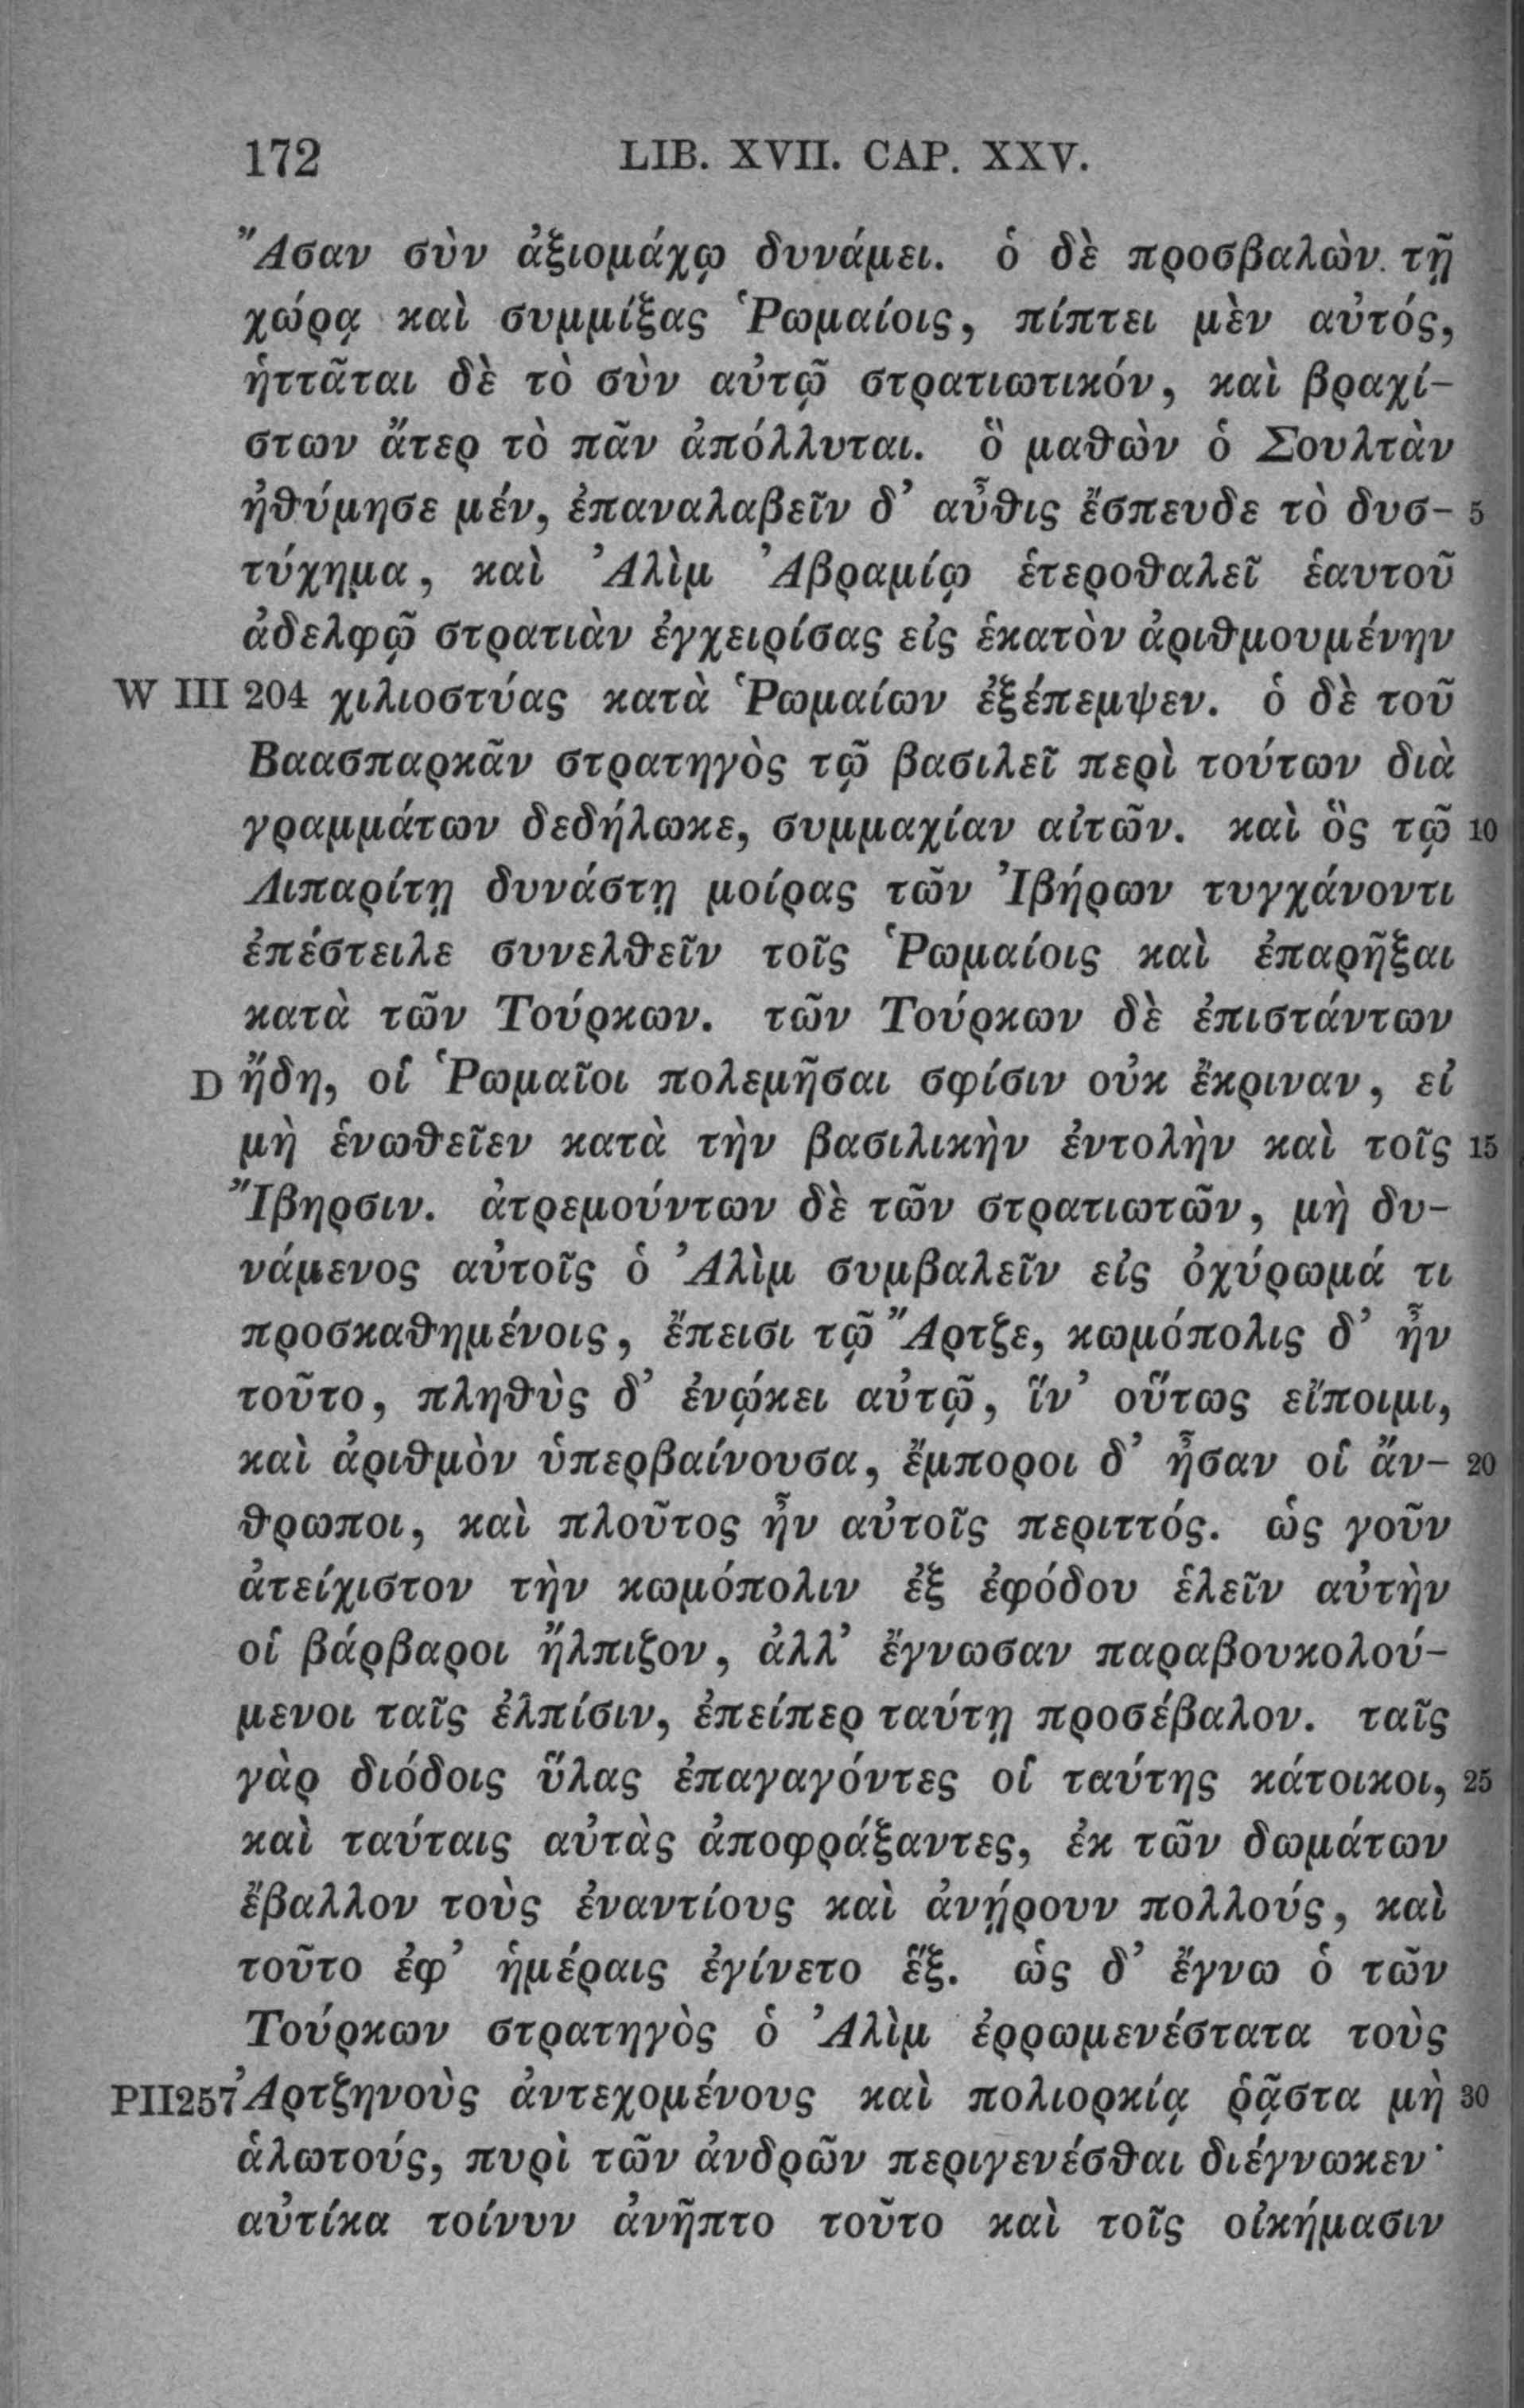 172 LIB. XVII. CAP. XXV.
Ἄσαν σὺν ἀξιομάχῳ δυνάμει. ὁ δὲ προσβαλὼν τῇ
χώρᾳ καὶ συμμίξας Ῥωμαίοις, πίπτει μὲν αὐτός,
ἡττᾶται δὲ τὸ σὺν αὐτῷ στρατιωτικόν, καὶ βραχί-
στων ἄτερ τὸ πᾶν ἀπόλλυται. ὃ μαθὼν ὁ Σουλτὰν
ἠθύμησε μέν, ἐπαναλαβεῖν δ’ αὖθις ἔσπευδε τὸ δυσ- 5
τύχημα, καὶ Ἀλὶμ Ἀβραμίῳ ἑτεροθαλεῖ ἑαυτοῦ
ἀδελφῷ στρατιὰν ἐγχειρίσας εἰς ἑκατὸν ἀριθμουμένην
W III 204 χιλιοστύας κατὰ Ῥωμαίων ἐξέπεμψεν. ὁ δὲ τοῦ
Βαασπαρκᾶν στρατηγὸς τῷ βασιλεῖ περὶ τούτων διὰ
γραμμάτων δεδήλωκε, συμμαχίαν αἰτῶν. καὶ ὃς τῷ 10
Λιπαρίτῃ δυνάστῃ μοίρας τῶν Ἰβήρων τυγχάνοντι
ἐπέστειλε συνελθεῖν τοῖς Ῥωμαίοις καὶ ἐπαρῆξαι
κατὰ τῶν Τούρκων. τῶν Τούρκων δὲ ἐπιστάντων
D ἤδη, οἱ Ῥωμαῖοι πολεμῆσαι σφίσιν οὐκ ἔκριναν, εἰ
μὴ ἑνωθεῖεν κατὰ τὴν βασιλικὴν ἐντολὴν καὶ τοῖς 15
Ἴβηρσιν. ἀτρεμούντων δὲ τῶν στρατιωτῶν, μὴ δυ-
νάμενος αὐτοῖς ὁ Ἀλὶμ συμβαλεῖν εἰς ὀχύρωμά τι
προσκαθημένοις, ἔπεισι τῷ Ἄρτζε, κωμόπολις δ’ ἦν
τοῦτο, πληθὺς δ’ ἐνῴκει αὐτῷ, ἵν’ οὕτως εἴποιμι,
καὶ ἀριθμὸν ὑπερβαίνουσα, ἔμποροι δ’ ἦσαν οἱ ἄν- 20
θρωποι, καὶ πλοῦτος ἦν αὐτοῖς περιττός. ὡς γοῦν
ἀτείχιστον τὴν κωμόπολιν ἐξ ἐφόδου ἑλεῖν αὐτὴν
οἱ βάρβαροι ἤλπιζον, ἀλλ’ ἔγνωσαν παραβουκολού-
μενοι ταῖς ἐλπίσιν, ἐπείπερ ταύτῃ προσέβαλον. ταῖς
γὰρ διόδοις ὕλας ἐπαγαγόντες οἱ ταύτης κάτοικοι, 25
καὶ ταύταις αὐτὰς ἀποφράξαντες, ἐκ τῶν δωμάτων
ἔβαλλον τοὺς ἐναντίους καὶ ἀνῄρουν πολλούς, καὶ
τοῦτο ἐφ’ ἡμέραις ἐγίνετο ἕξ. ὡς δ’ ἔγνω ὁ τῶν
Τούρκων στρατηγὸς ὁ Ἀλὶμ ἐρρωμενέστατα τοὺς
PII257 Ἀρτζηνοὺς ἀντεχομένους καὶ πολιορκίᾳ ῥᾷστα μὴ 30
ἁλωτούς, πυρὶ τῶν ἀνδρῶν περιγενέσθαι διέγνωκεν·
αὐτίκα τοίνυν ἀνῆπτο τοῦτο καὶ τοῖς οἰκήμασιν